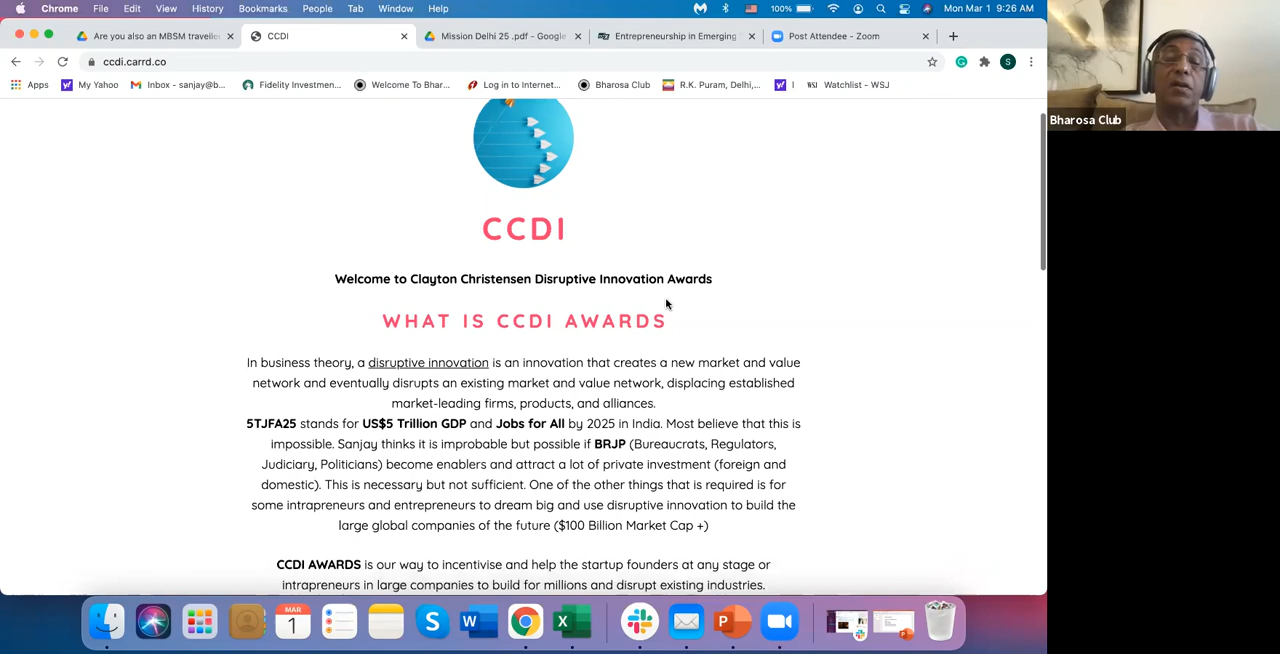 Chrome File Edit View History Bookmarks People Tab Window Help 100% Mon Mar 1 9:26 AM
Are you also an MBSM travelle CCDI Mission Delhi 25 .pdf - Google Entrepreneurship in Emerging Post Attendee - Zoom
ccdi.carrd.co S
Apps My Yahoo Inbox - sanjay@b... Fidelity Investmen... Welcome To Bhar... Log in to Internet... Bharosa Club R.K. Puram, Delhi,... I WSJ Watchlist - WSJ
Bharosa Club
CCDI
Welcome to Clayton Christensen Disruptive Innovation Awards
WHAT IS CCDI AWARDS
In business theory, a disruptive innovation is an innovation that creates a new market and value
network and eventually disrupts an existing market and value network, displacing established
market-leading firms, products, and alliances.
5TJFA25 stands for US$5 Trillion GDP and Jobs for All by 2025 in India. Most believe that this is
impossible. Sanjay thinks it is improbable but possible if BRJP (Bureaucrats, Regulators,
Judiciary, Politicians) become enablers and attract a lot of private investment (foreign and
domestic). This is necessary but not sufficient. One of the other things that is required is for
some intrapreneurs and entrepreneurs to dream big and use disruptive innovation to build the
large global companies of the future ($100 Billion Market Cap +)
CCDI AWARDS is our way to incentivise and help the startup founders at any stage or
intrapreneurs in large companies to build for millions and disrupt existing industries.
MAR
1 S W X P